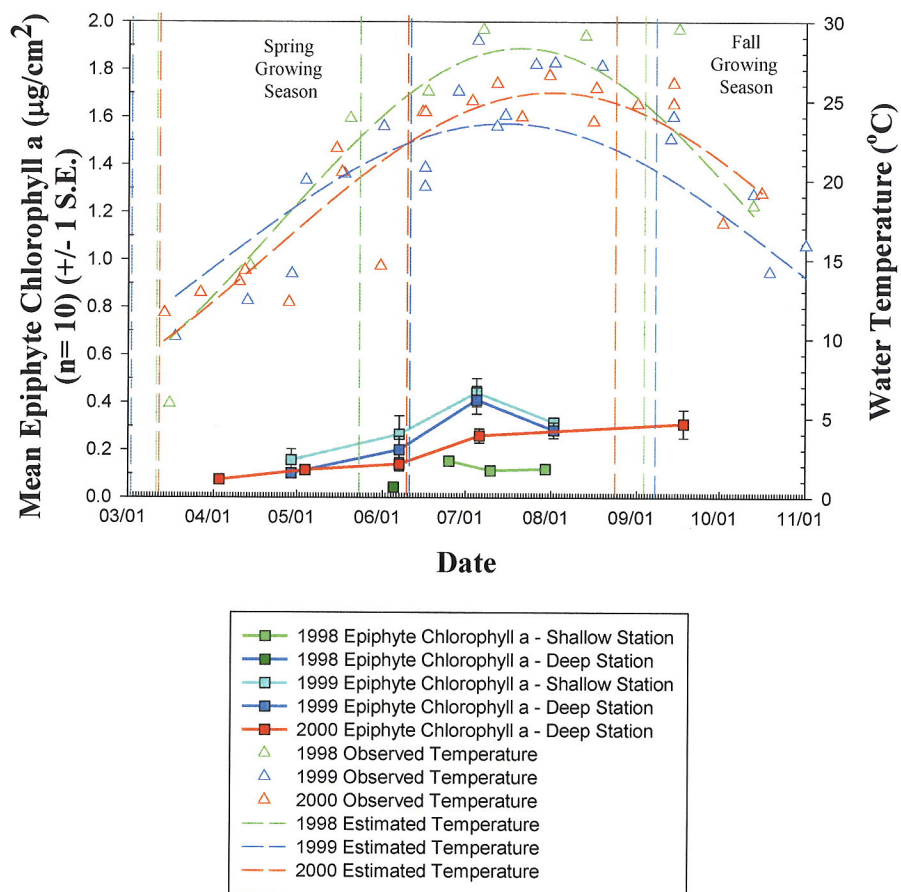 Mean Epiphyte Chlorophyll a (µg/cm2)
(n= 10) (+/- 1 S.E.)
2.0
1.8
1.6
1.4
1.2
1.0
0.8
0.6
0.4
0.2
0.0
Spring
Growing
Season
Fall
Growing
Season
30
25
20
15
10
5
0
Water Temperature (oC)
03/01 04/01 05/01 06/01 07/01 08/01 09/01 10/01 11/01
Date
1998 Epiphyte Chlorophyll a - Shallow Station
1998 Epiphyte Chlorophyll a - Deep Station
1999 Epiphyte Chlorophyll a - Shallow Station
1999 Epiphyte Chlorophyll a - Deep Station
2000 Epiphyte Chlorophyll a - Deep Station
1998 Observed Temperature
1999 Observed Temperature
2000 Observed Temperature
1998 Estimated Temperature
1999 Estimated Temperature
2000 Estimated Temperature